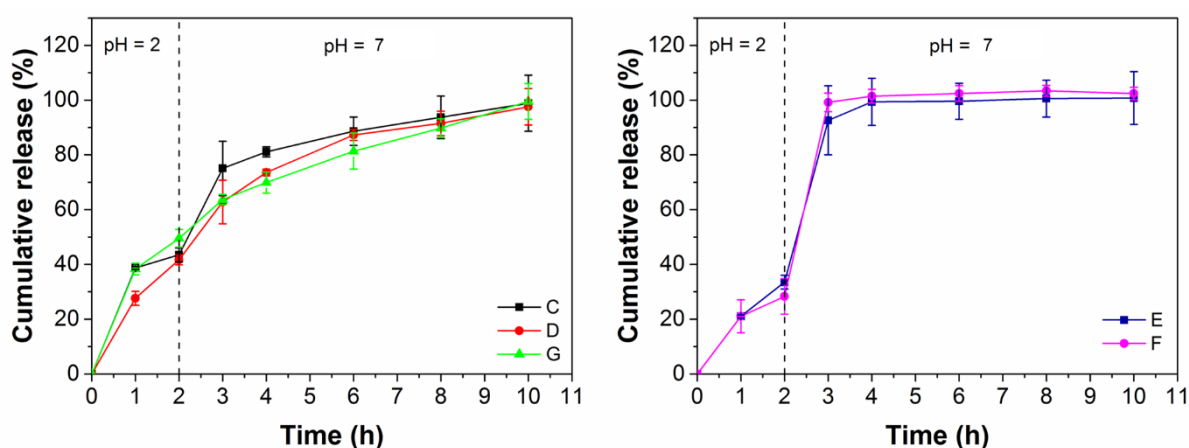 pH = 2
pH = 7
Cumulative release (%)
120
100
80
60
40
20
0
C
D
G
0 1 2 3 4 5 6 7 8 9 10 11
Time (h)
pH = 2
pH = 7
Cumulative release (%)
120
100
80
60
40
20
0
E
F
0 1 2 3 4 5 6 7 8 9 10 11
Time (h)